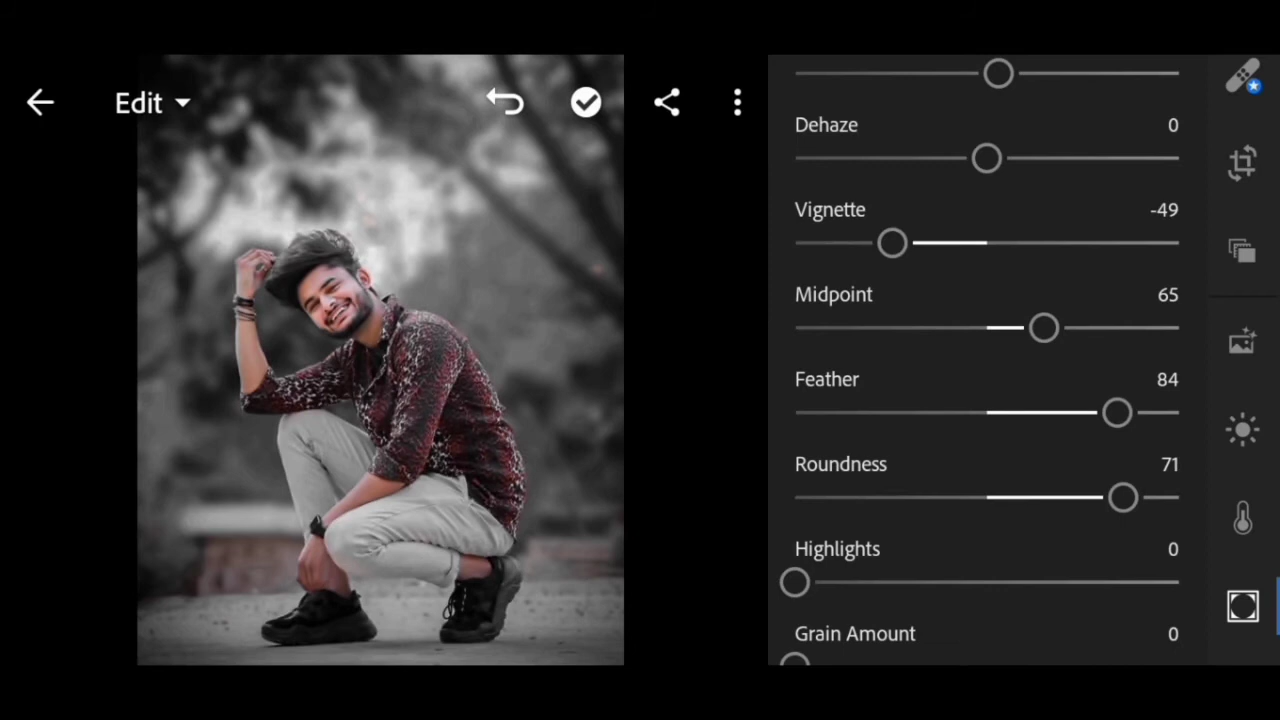 Edit
Dehaze 0
Vignette -49
Midpoint 65
Feather 84
Roundness 71
Highlights 0
Grain Amount 0